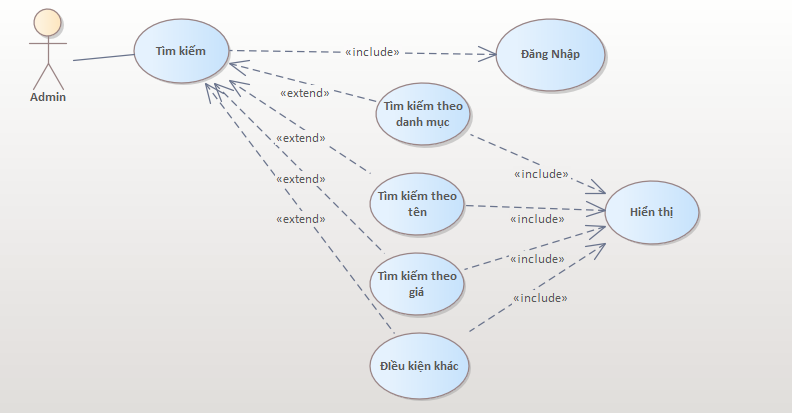 Tìm kiếm
«include»
Đăng Nhập
Admin
«extend»
Tìm kiếm theo
danh mục
«extend»
«include»
«extend»
Tìm kiếm theo
tên
Hiển thị
«extend»
«include»
«include»
Tìm kiếm theo
giá
«include»
Điều kiện khác